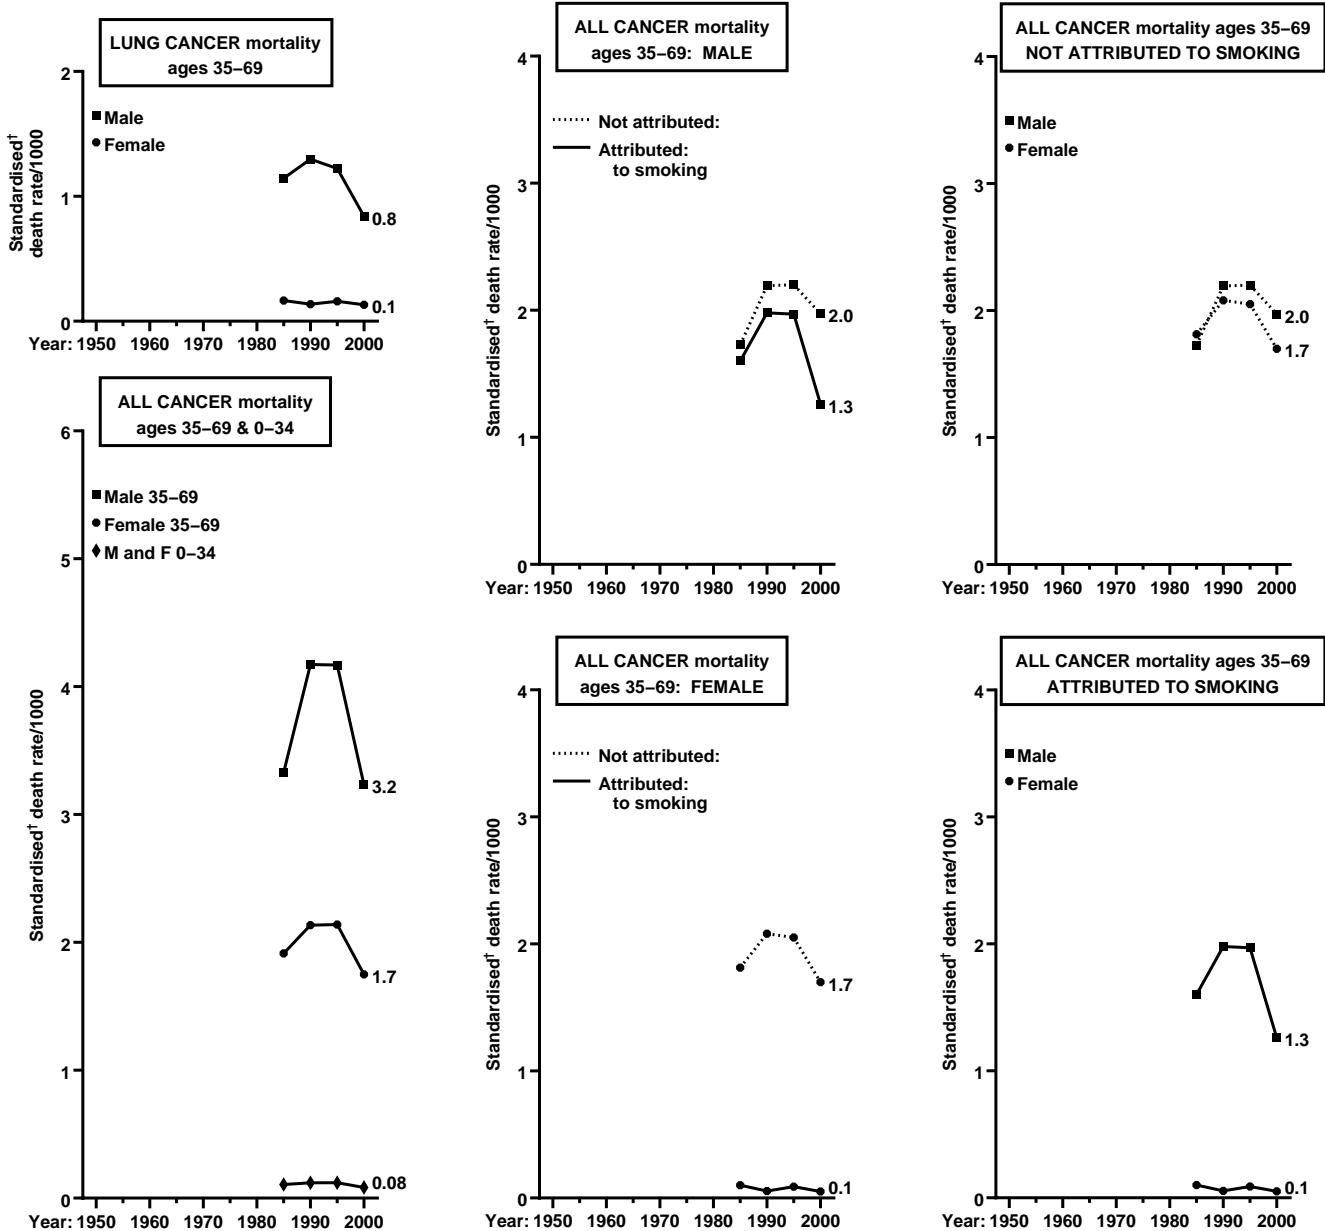 LUNG CANCER mortality
ages 35–69
2
1
0
Standardised†
death rate/1000
Male
Female
0.8
0.1
Year: 1950 1960 1970 1980 1990 2000
ALL CANCER mortality
ages 35–69 & 0–34
6
5
4
3
2
1
0
Standardised† death rate/1000
Male 35–69
Female 35–69
M and F 0–34
3.2
1.7
0.08
Year: 1950 1960 1970 1980 1990 2000
ALL CANCER mortality
ages 35–69: MALE
4
3
2
1
0
Standardised† death rate/1000
Not attributed:
Attributed:
to smoking
2.0
1.3
Year: 1950 1960 1970 1980 1990 2000
ALL CANCER mortality
ages 35–69: FEMALE
4
3
2
1
0
Standardised† death rate/1000
Not attributed:
Attributed:
to smoking
1.7
0.1
Year: 1950 1960 1970 1980 1990 2000
ALL CANCER mortality ages 35–69
NOT ATTRIBUTED TO SMOKING
4
3
2
1
0
Standardised† death rate/1000
Male
Female
2.0
1.7
Year: 1950 1960 1970 1980 1990 2000
ALL CANCER mortality ages 35–69
ATTRIBUTED TO SMOKING
4
3
2
1
0
Standardised† death rate/1000
Male
Female
1.3
0.1
Year: 1950 1960 1970 1980 1990 2000